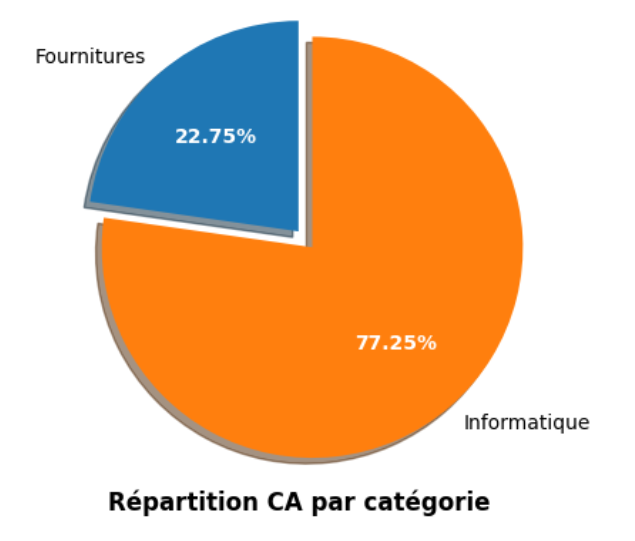 Fournitures
22.75%
77.25%
Informatique
Répartition CA par catégorie